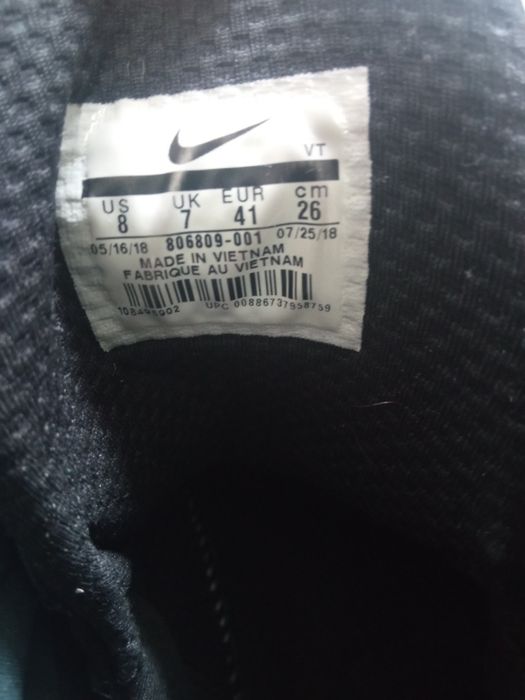 VT
US UK EUR cm
8 7 41 26
05/16/18 806809-001 07/25/18
MADE IN VIETNAM
FABRIQUE AU VIETNAM
UPC 00886737958759